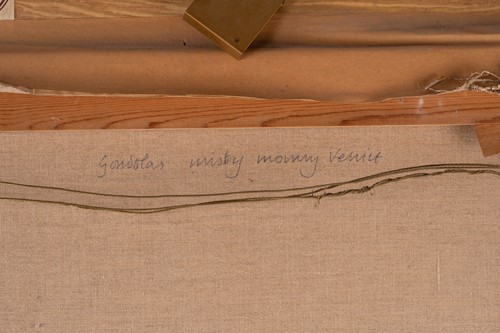 Gondolas misty morning Venice